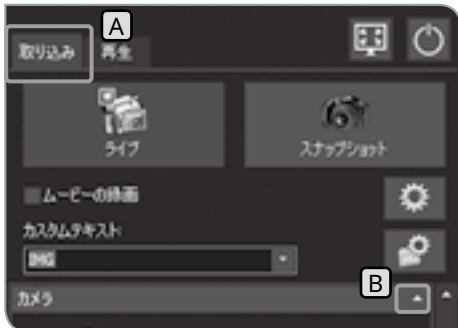 A
取り込み 再生
ライブ スナップショット
ムービーの録画
カスタムテキスト:
IMG
B
カメラ